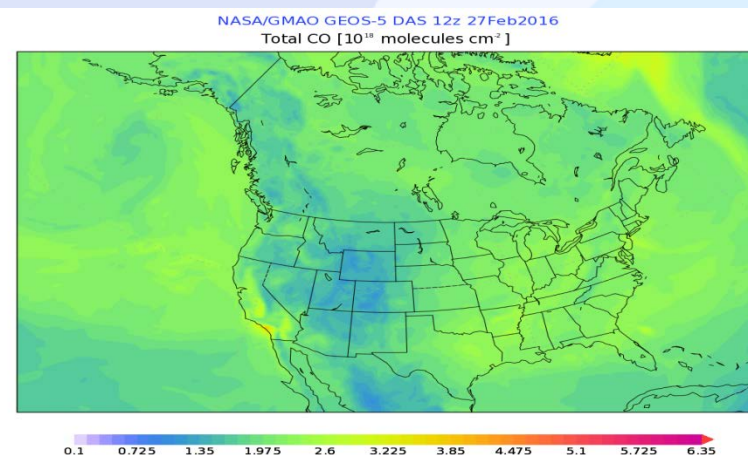 NASA/GMAO GEOS-5 DAS 12z 27Feb2016
Total CO [10¹⁸ molecules cm⁻² ]
0.1 0.725 1.35 1.975 2.6 3.225 3.85 4.475 5.1 5.725 6.35